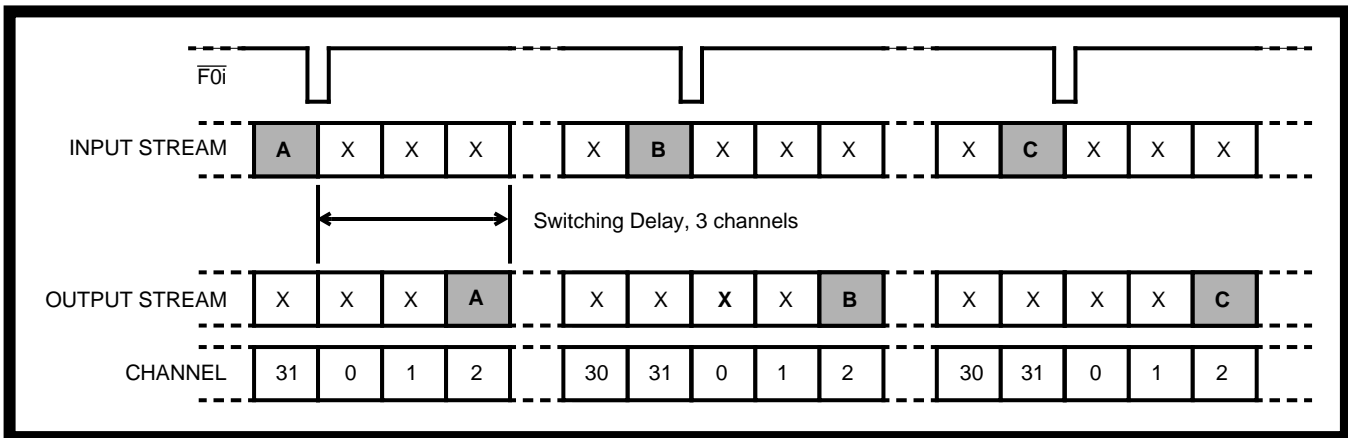 F0i
INPUT STREAM A X X X X B X X X X C X X X
Switching Delay, 3 channels
OUTPUT STREAM X X X A X X X X B X X X X C
CHANNEL 31 0 1 2 30 31 0 1 2 30 31 0 1 2